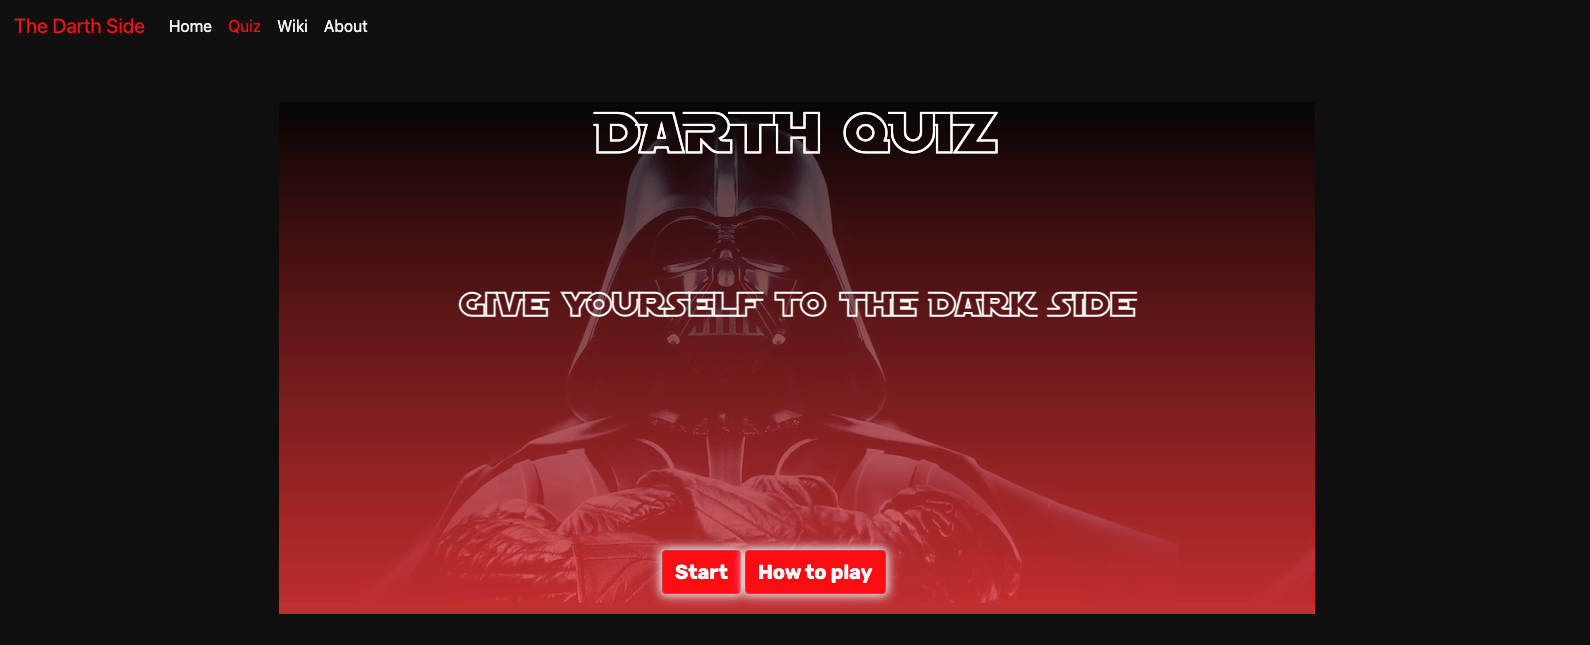 The Darth Side Home Quiz Wiki About
DARTH QUIZ
GIVE YOURSELF TO THE DARK SIDE
Start How to play